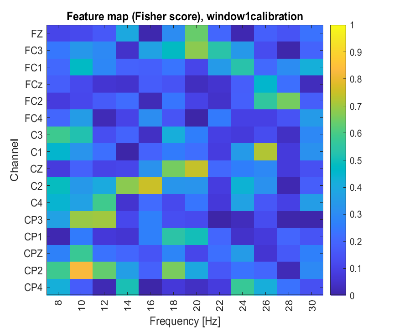 Feature map (Fisher score), window1calibration
FZ
FC3
FC1
FCz
FC2
FC4
C3
C1
CZ
C2
C4
CP3
CP1
CPZ
CP2
CP4
Channel
8 10 12 14 16 18 20 22 24 26 28 30
Frequency [Hz]
1
0.9
0.8
0.7
0.6
0.5
0.4
0.3
0.2
0.1
0